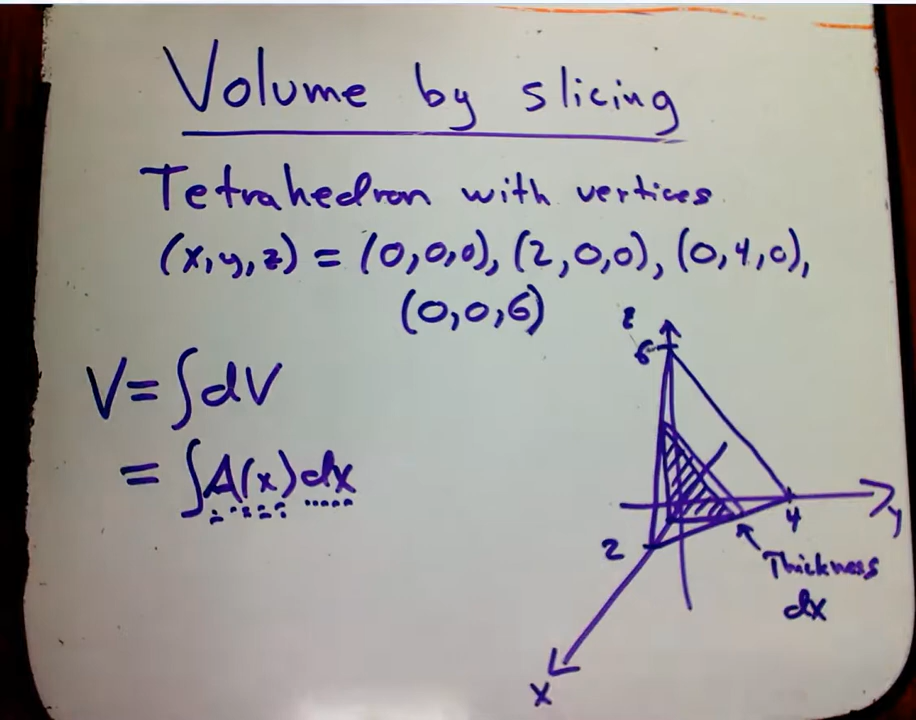 Volume by slicing
Tetrahedron with vertices
(x,y,z) = (0,0,0), (2,0,0), (0,4,0),
(0,0,6)
V = ∫dV
= ∫A(x)dx
z
6
4
y
2
Thickness
dx
x